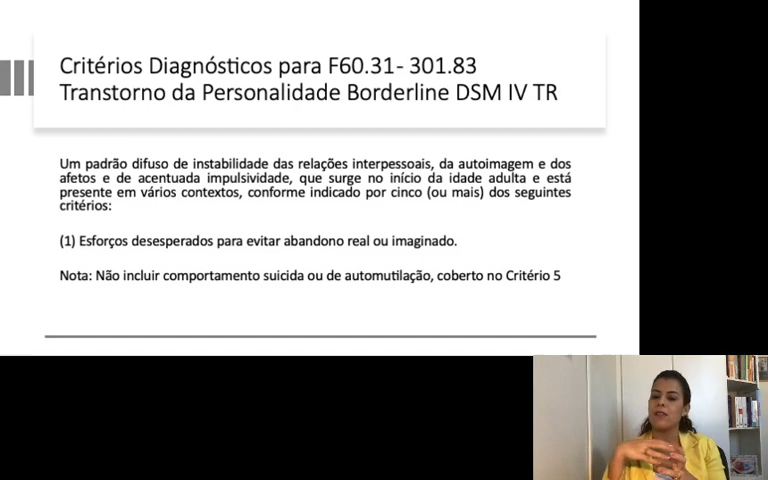 Critérios Diagnósticos para F60.31- 301.83
Transtorno da Personalidade Borderline DSM IV TR
Um padrão difuso de instabilidade das relações interpessoais, da autoimagem e dos
afetos e de acentuada impulsividade, que surge no início da idade adulta e está
presente em vários contextos, conforme indicado por cinco (ou mais) dos seguintes
critérios:
(1) Esforços desesperados para evitar abandono real ou imaginado.
Nota: Não incluir comportamento suicida ou de automutilação, coberto no Critério 5